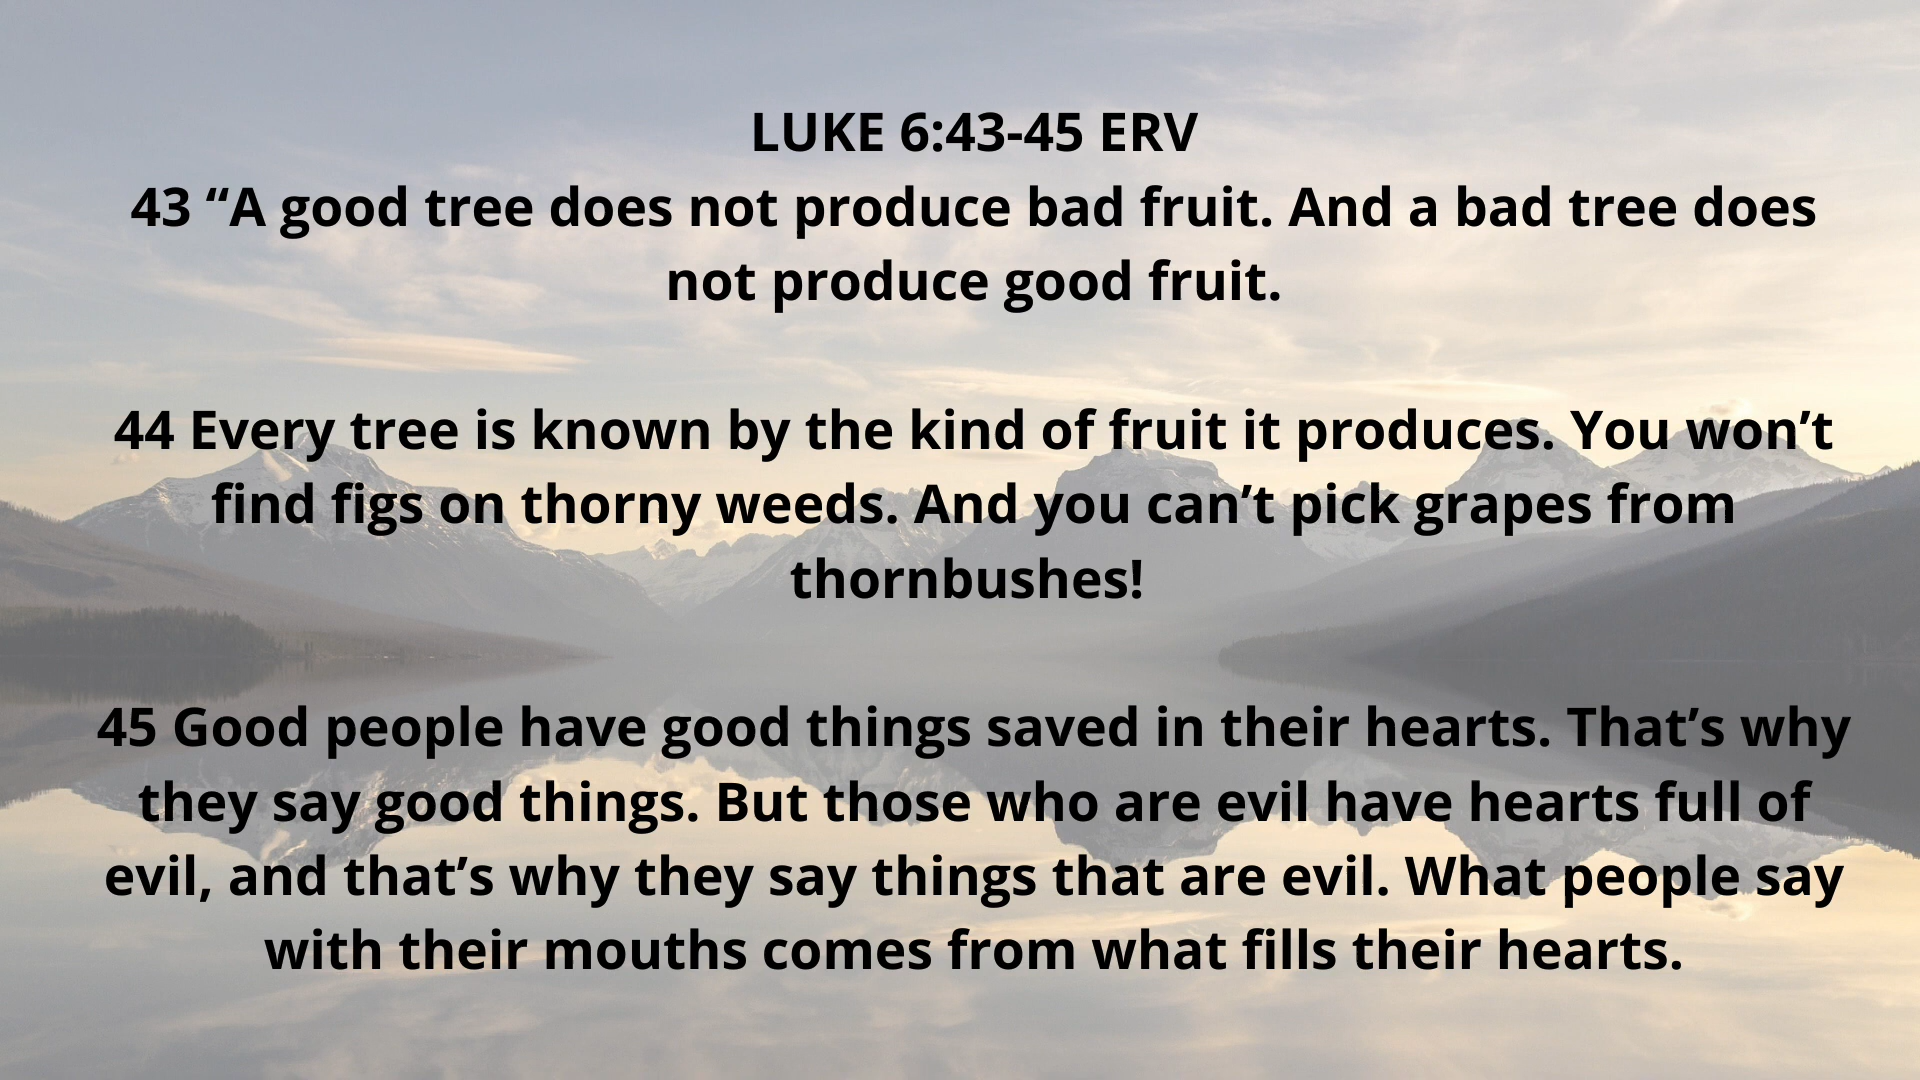 LUKE 6:43-45 ERV
43 “A good tree does not produce bad fruit. And a bad tree does
not produce good fruit.
44 Every tree is known by the kind of fruit it produces. You won’t
find figs on thorny weeds. And you can’t pick grapes from
thornbushes!
45 Good people have good things saved in their hearts. That’s why
they say good things. But those who are evil have hearts full of
evil, and that’s why they say things that are evil. What people say
with their mouths comes from what fills their hearts.